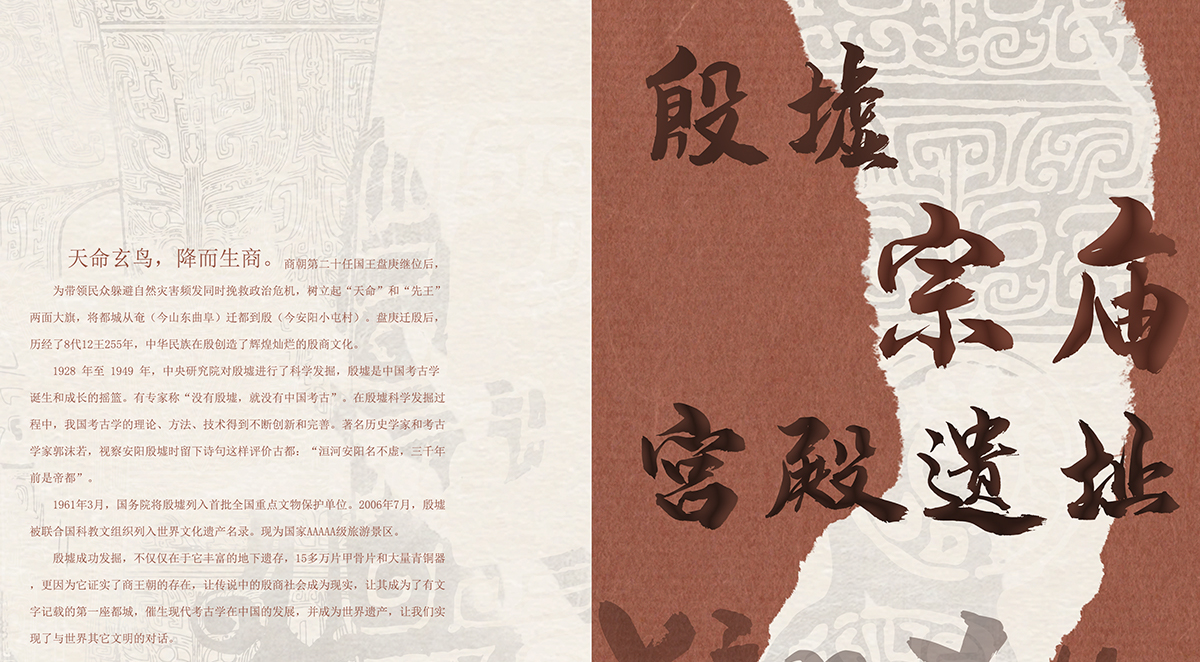 天命玄鸟，降而生商。商朝第二十任国王盘庚继位后，
为带领民众躲避自然灾害频发同时挽救政治危机，树立起“天命”和“先王”
两面大旗，将都城从奄（今山东曲阜）迁都到殷（今安阳小屯村）。盘庚迁殷后，
历经了8代12王255年，中华民族在殷创造了辉煌灿烂的殷商文化。
1928 年至 1949 年，中央研究院对殷墟进行了科学发掘，殷墟是中国考古学
诞生和成长的摇篮。有专家称“没有殷墟，就没有中国考古”。在殷墟科学发掘过
程中，我国考古学的理论、方法、技术得到不断创新和完善。著名历史学家和考古
学家郭沫若，视察安阳殷墟时留下诗句这样评价古都：“洹河安阳名不虚，三千年
前是帝都”。
1961年3月，国务院将殷墟列入首批全国重点文物保护单位。2006年7月，殷墟
被联合国科教文组织列入世界文化遗产名录。现为国家AAAAA级旅游景区。
殷墟成功发掘，不仅仅在于它丰富的地下遗存，15多万片甲骨片和大量青铜器
，更因为它证实了商王朝的存在，让传说中的殷商社会成为现实，让其成为了有文
字记载的第一座都城，催生现代考古学在中国的发展，并成为世界遗产，让我们实
现了与世界其它文明的对话。
殷墟
宗庙
宫殿遗址